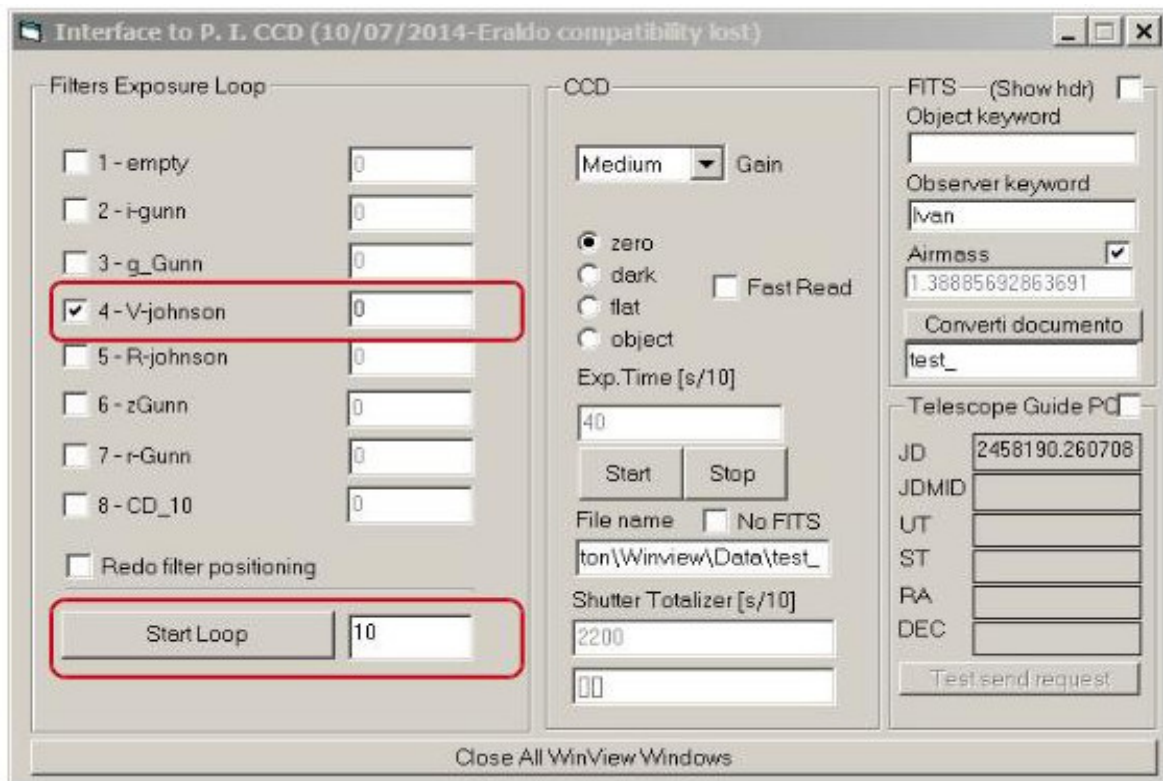 Interface to P. I. CCD (10/07/2014-Eraldo compatibility lost)
Filters Exposure Loop
1 - empty 0
2 - i-gunn 0
3 - g_Gunn 0
4 - V-johnson 0
5 - R-johnson 0
6 - zGunn 0
7 - r-Gunn 0
8 - CD_10 0
Redo filter positioning
Start Loop 10
CCD
Medium Gain
zero
dark
Fast Read
flat
object
Exp.Time [s/10]
40
Start Stop
File name No FITS
ton\Winview\Data\test_
Shutter Totalizer [s/10]
2200
FITS (Show hdr)
Object keyword
Observer keyword
Ivan
Airmass
1.38885692863691
Converti documento
test_
Telescope Guide PC
JD 2458190.260708
JDMID
UT
ST
RA
DEC
Test send request
Close All WinView Windows